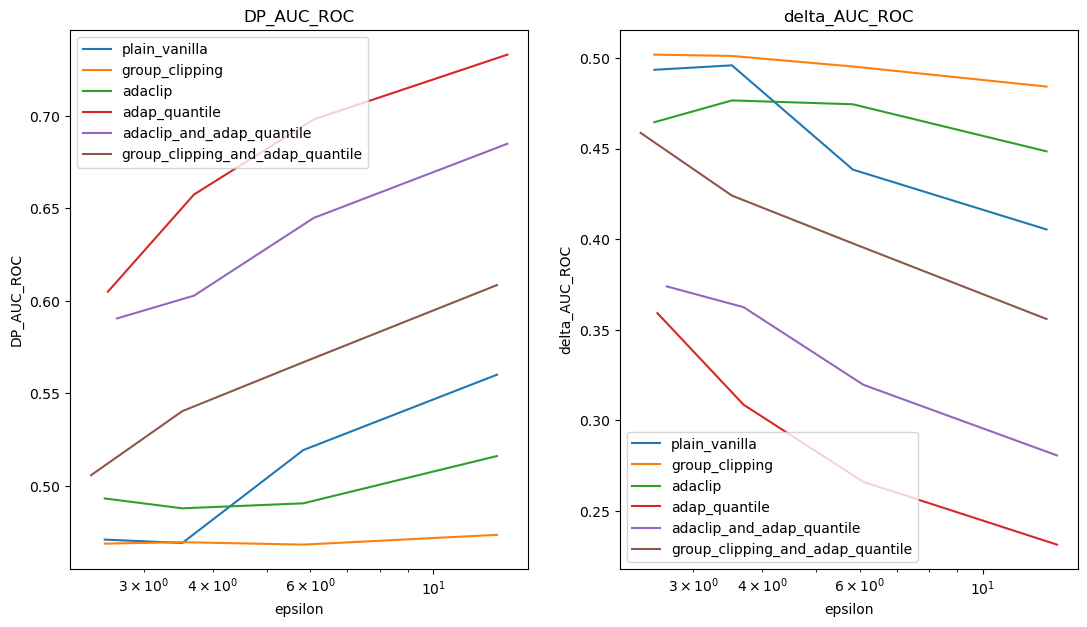 DP_AUC_ROC
plain_vanilla
group_clipping
adaclip
adap_quantile
adaclip_and_adap_quantile
group_clipping_and_adap_quantile
DP_AUC_ROC
0.70
0.65
0.60
0.55
0.50
3 × 10⁰
4 × 10⁰
6 × 10⁰
10¹
epsilon
delta_AUC_ROC
delta_AUC_ROC
0.50
0.45
0.40
0.35
0.30
0.25
plain_vanilla
group_clipping
adaclip
adap_quantile
adaclip_and_adap_quantile
group_clipping_and_adap_quantile
3 × 10⁰
4 × 10⁰
6 × 10⁰
10¹
epsilon